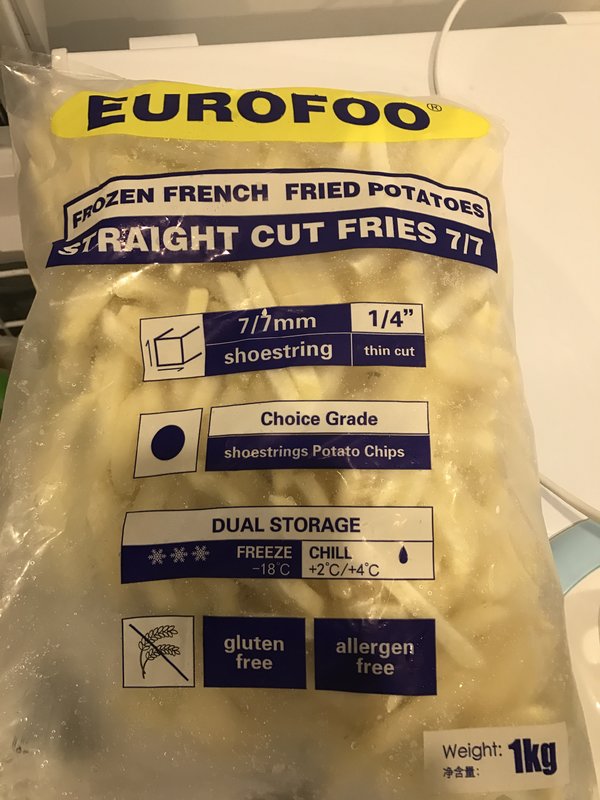 EUROFOO®
FROZEN FRENCH FRIED POTATOES
STRAIGHT CUT FRIES 7/7
7/7mm 1/4”
shoestring thin cut
Choice Grade
shoestrings Potato Chips
DUAL STORAGE
FREEZE CHILL
-18°C +2°C/+4°C
gluten free
allergen free
Weight: 1kg
净含量: